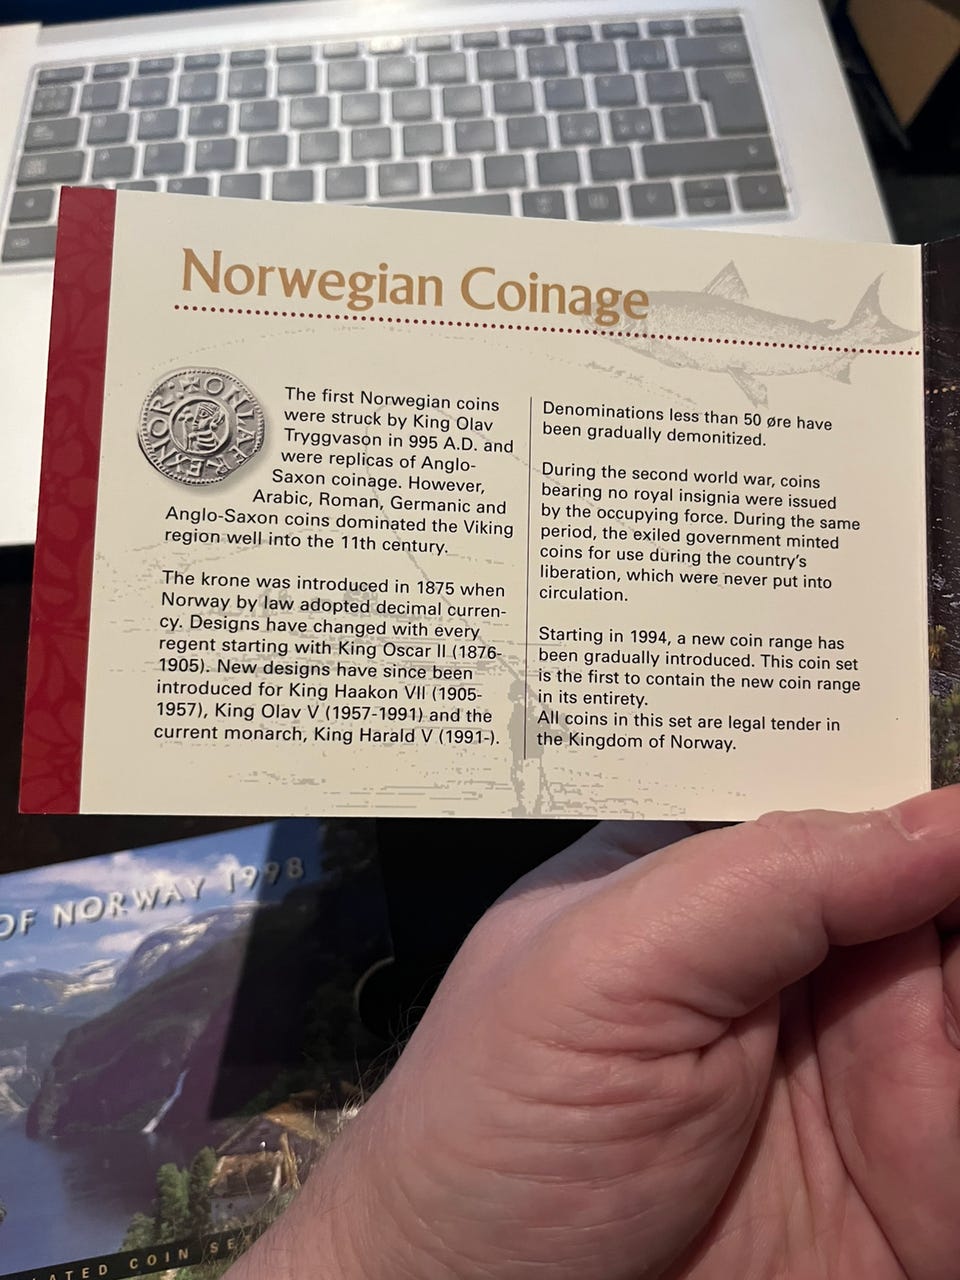 Norwegian Coinage
The first Norwegian coins
were struck by King Olav
Tryggvason in 995 A.D. and
were replicas of Anglo-
Saxon coinage. However,
Arabic, Roman, Germanic and
Anglo-Saxon coins dominated the Viking
region well into the 11th century.
The krone was introduced in 1875 when
Norway by law adopted decimal curren-
cy. Designs have changed with every
regent starting with King Oscar II (1876-
1905). New designs have since been
introduced for King Haakon VII (1905-
1957), King Olav V (1957-1991) and the
current monarch, King Harald V (1991-).
Denominations less than 50 øre have
been gradually demonitized.
During the second world war, coins
bearing no royal insignia were issued
by the occupying force. During the same
period, the exiled government minted
coins for use during the country's
liberation, which were never put into
circulation.
Starting in 1994, a new coin range has
been gradually introduced. This coin set
is the first to contain the new coin range
in its entirety.
All coins in this set are legal tender in
the Kingdom of Norway.
OF NORWAY 1998
ATED COIN SE